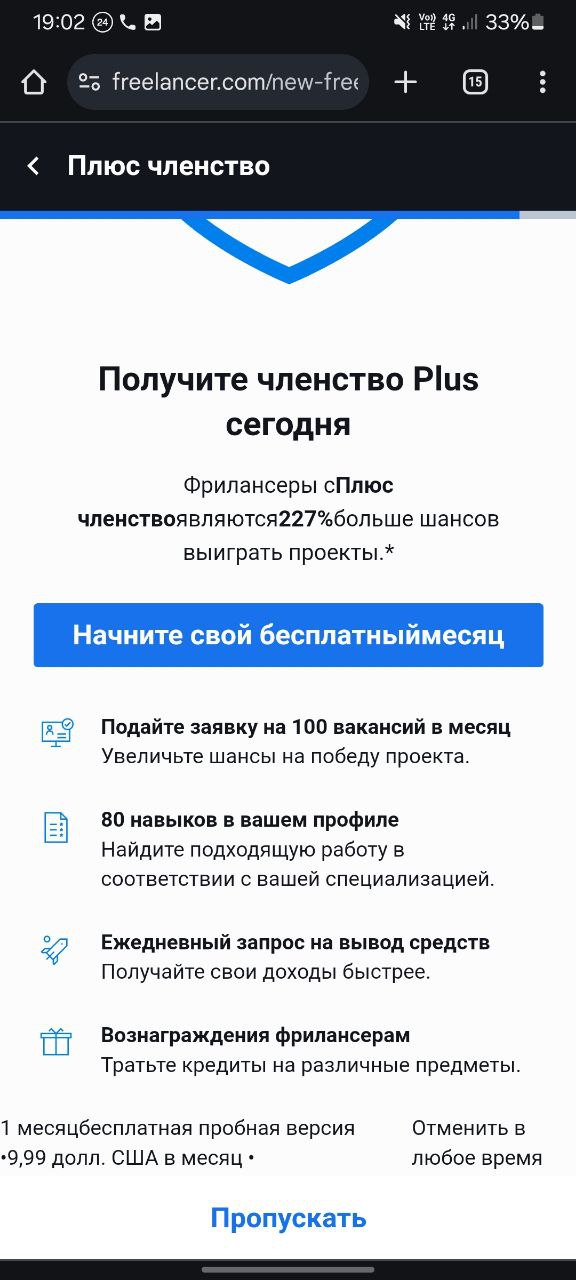 19:02 24 Vo)) LTE 4G 33%
freelancer.com/new-free 15
Плюс членство
Получите членство Plus
сегодня
Фрилансеры сПлюс
членствоявляются227%больше шансов
выиграть проекты.*
Начните свой бесплатныймесяц
Подайте заявку на 100 вакансий в месяц
Увеличьте шансы на победу проекта.
80 навыков в вашем профиле
Найдите подходящую работу в
соответствии с вашей специализацией.
Ежедневный запрос на вывод средств
Получайте свои доходы быстрее.
Вознаграждения фрилансерам
Тратьте кредиты на различные предметы.
1 месяцбесплатная пробная версия
•9,99 долл. США в месяц •
Отменить в
любое время
Пропускать